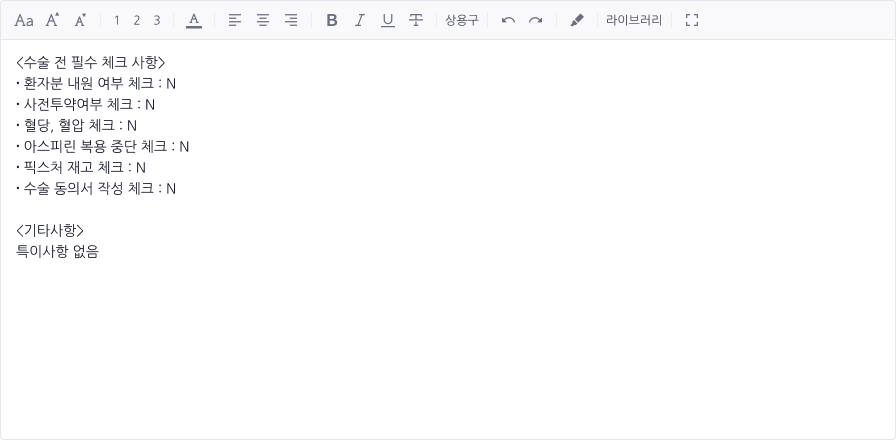 Aa A A 1 2 3 A B I U T 상용구 라이브러리
<수술 전 필수 체크 사항>
• 환자분 내원 여부 체크 : N
• 사전투약여부 체크 : N
• 혈당, 혈압 체크 : N
• 아스피린 복용 중단 체크 : N
• 픽스처 재고 체크 : N
• 수술 동의서 작성 체크 : N
<기타사항>
특이사항 없음